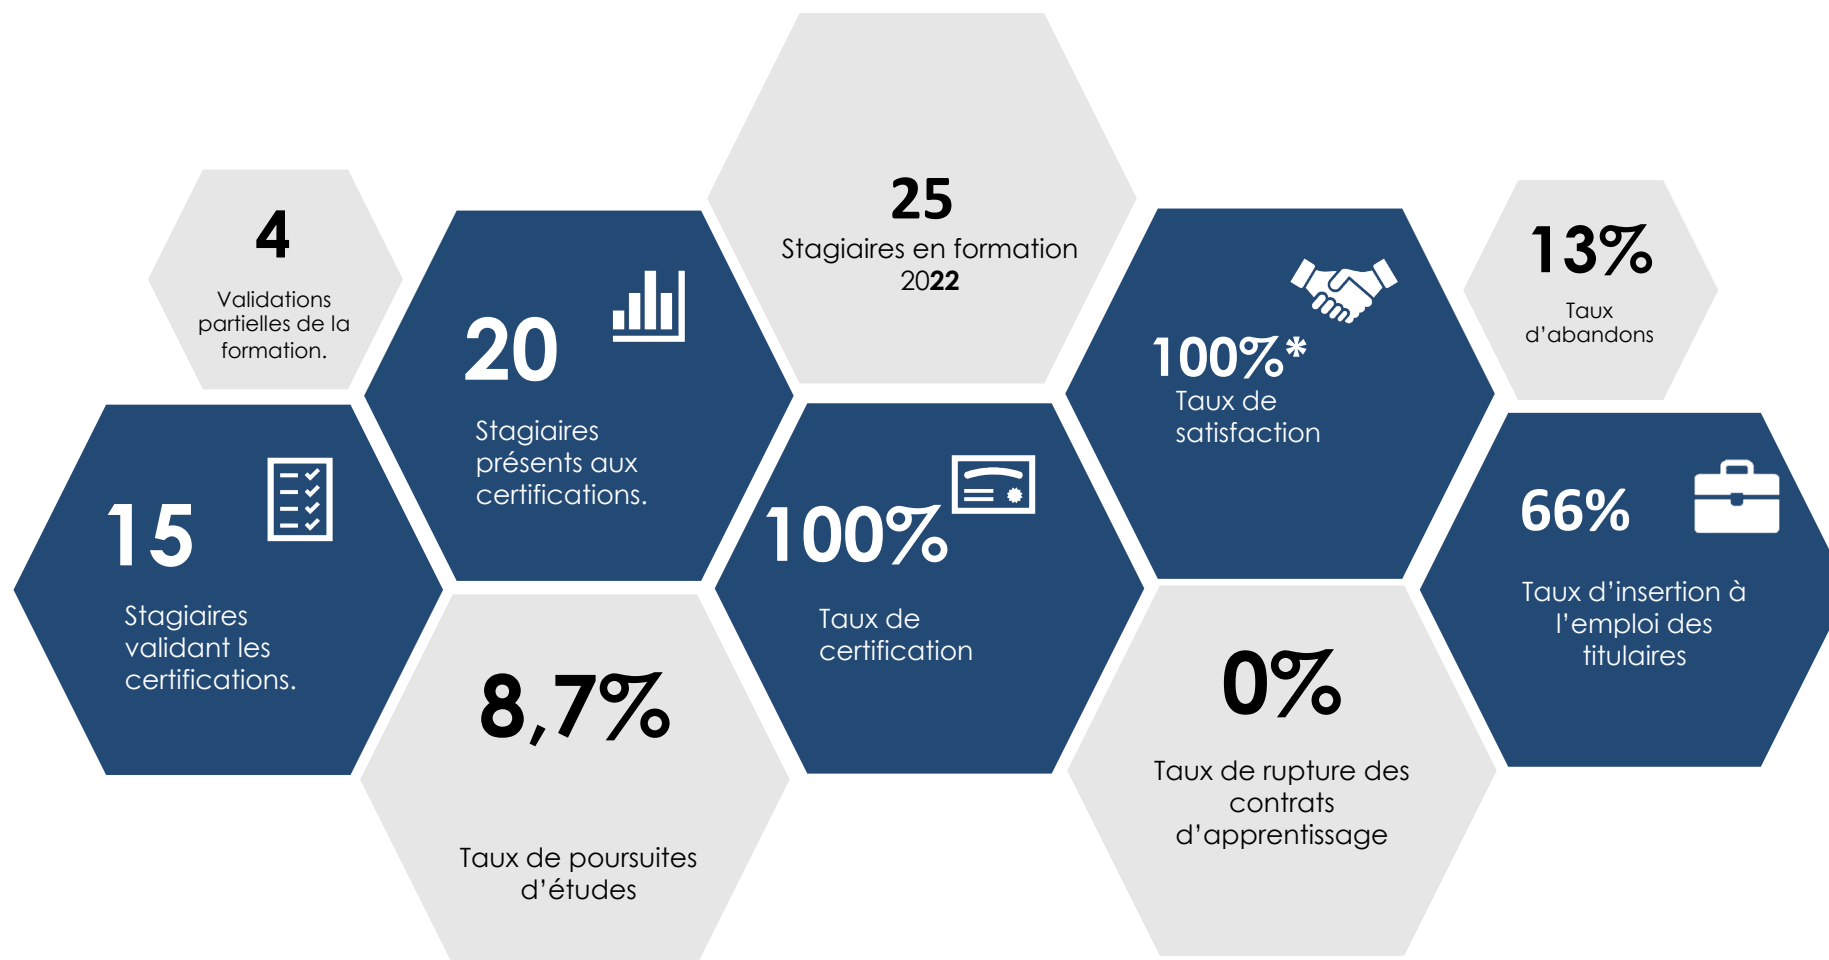 25
Stagiaires en formation
2022
4
Validations
partielles de la
formation.
20
Stagiaires
présents aux
certifications.
100%*
Taux de
satisfaction
13%
Taux
d’abandons
15
Stagiaires
validant les
certifications.
100%
Taux de
certification
66%
Taux d’insertion à
l’emploi des
titulaires
8,7%
Taux de poursuites
d’études
0%
Taux de rupture des
contrats
d’apprentissage